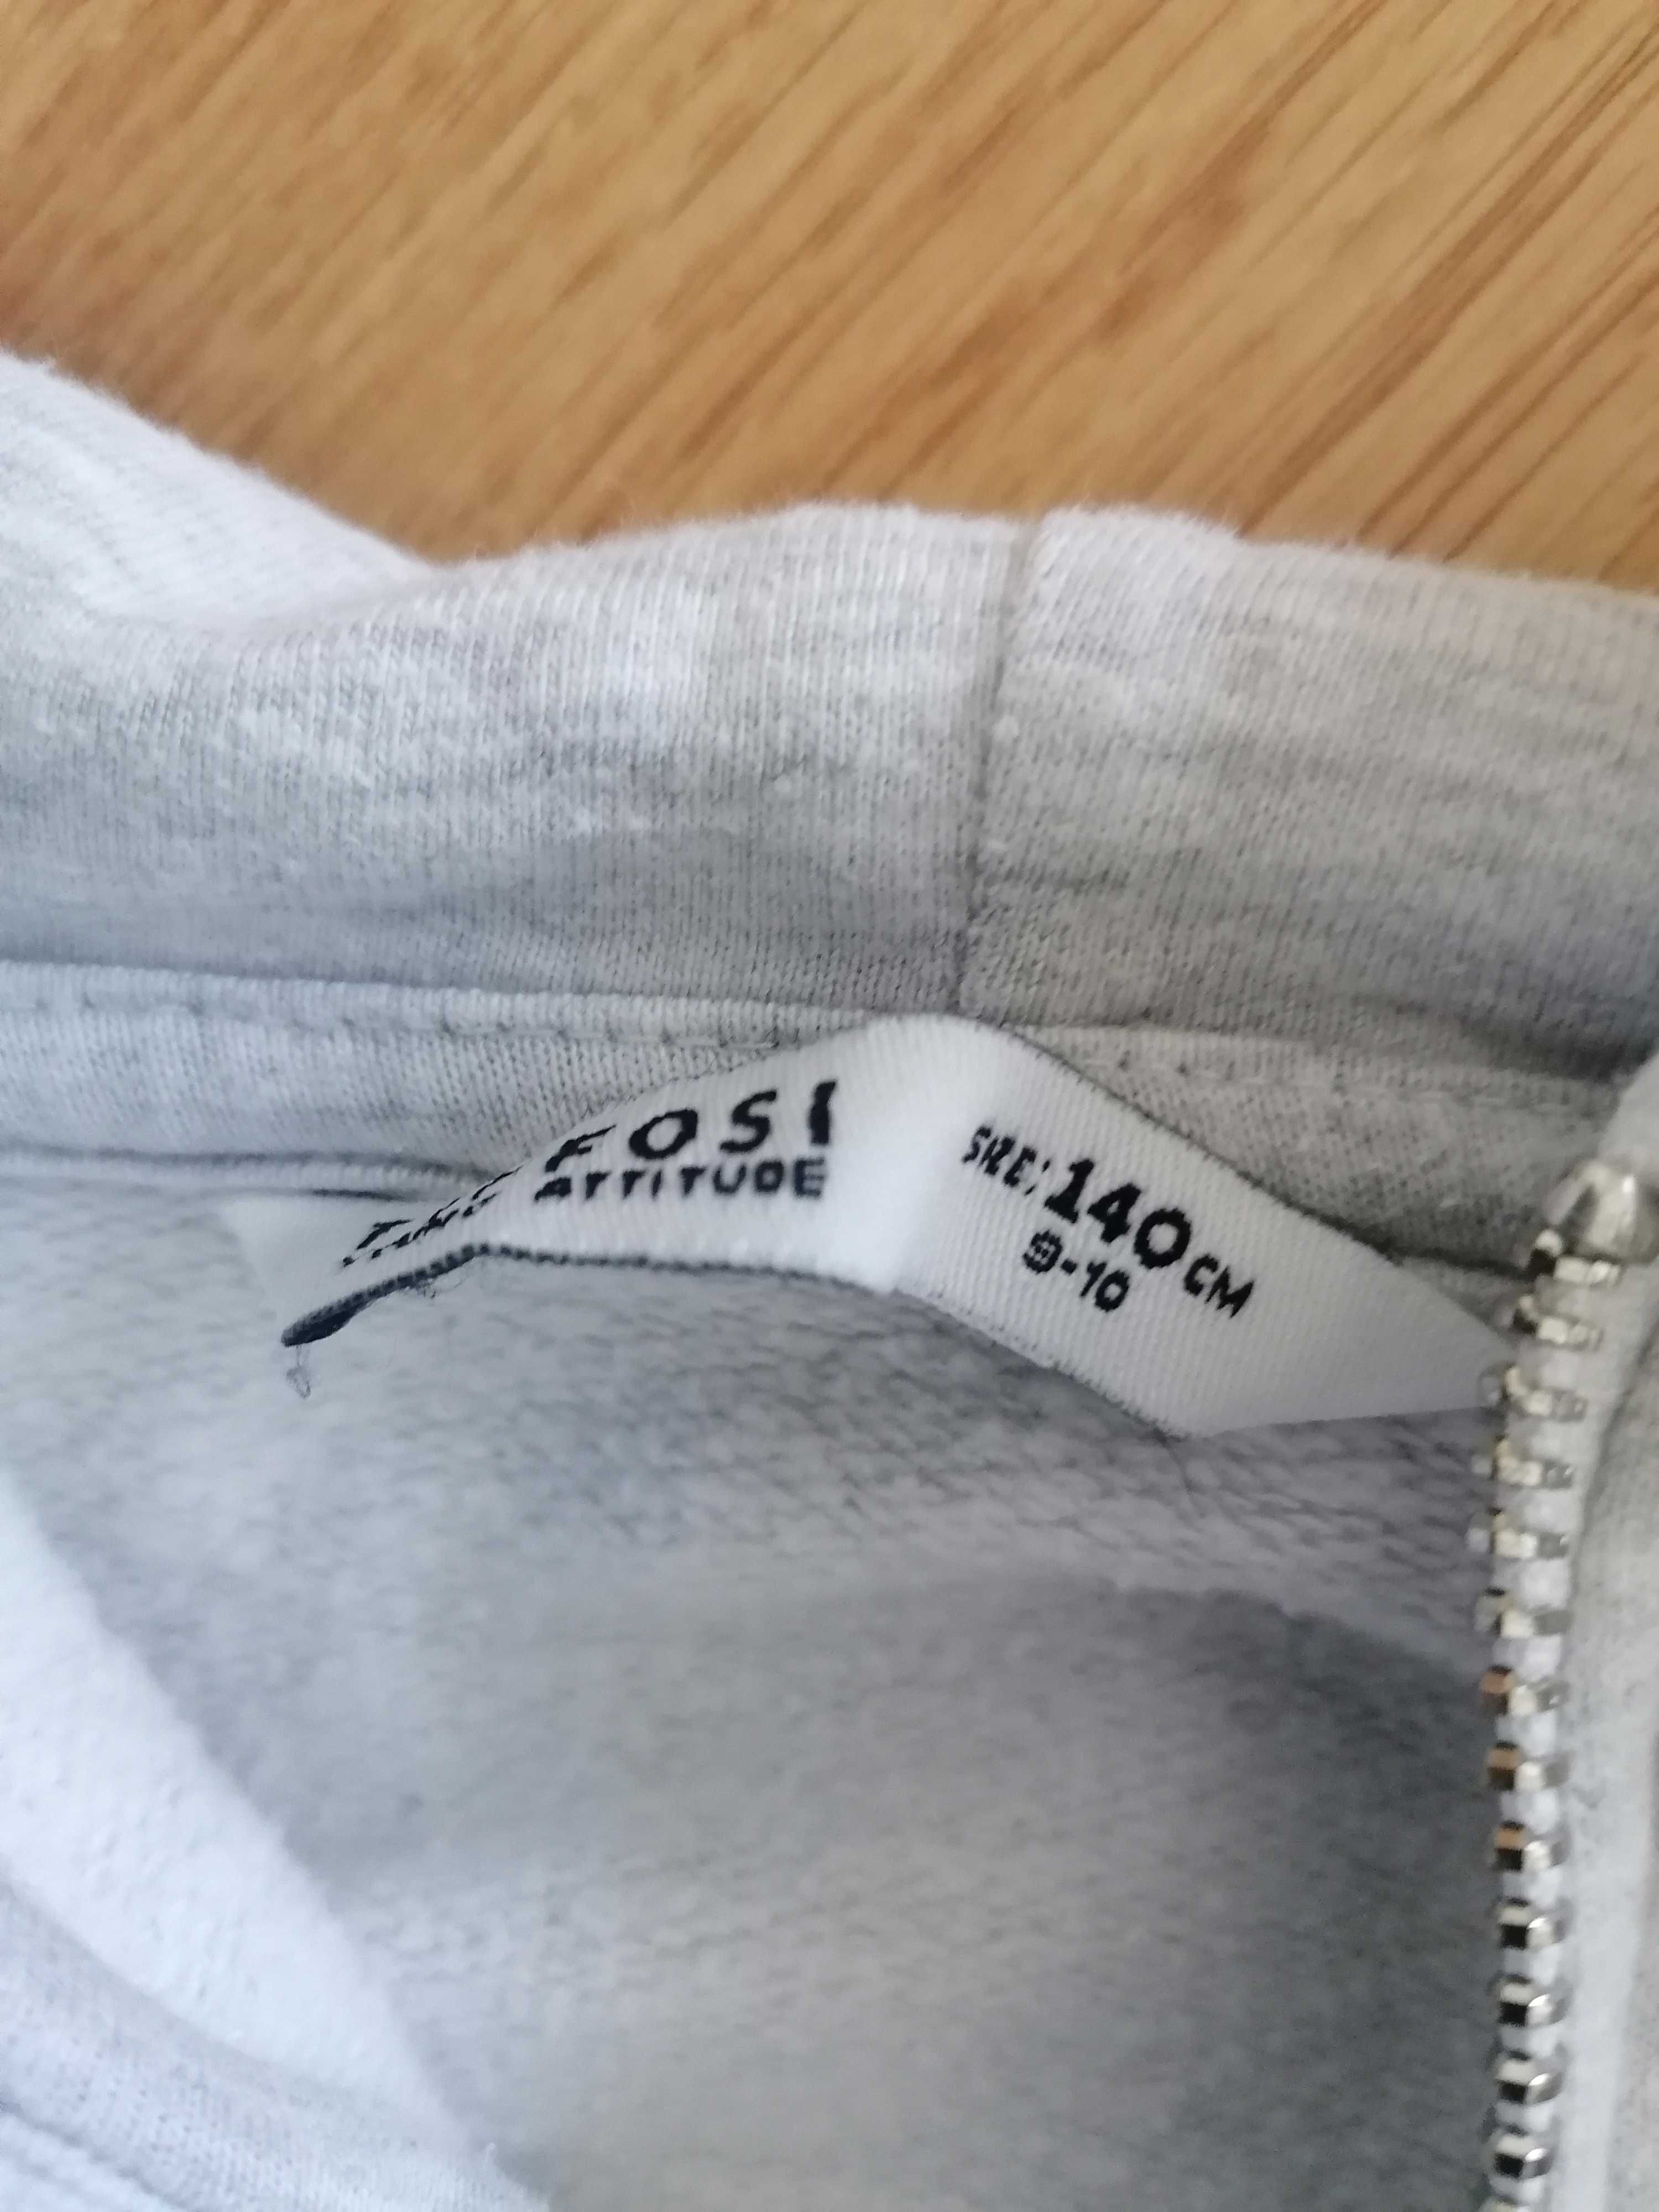 FOSI
ATTITUDE
SIZE: 140 CM
9-10